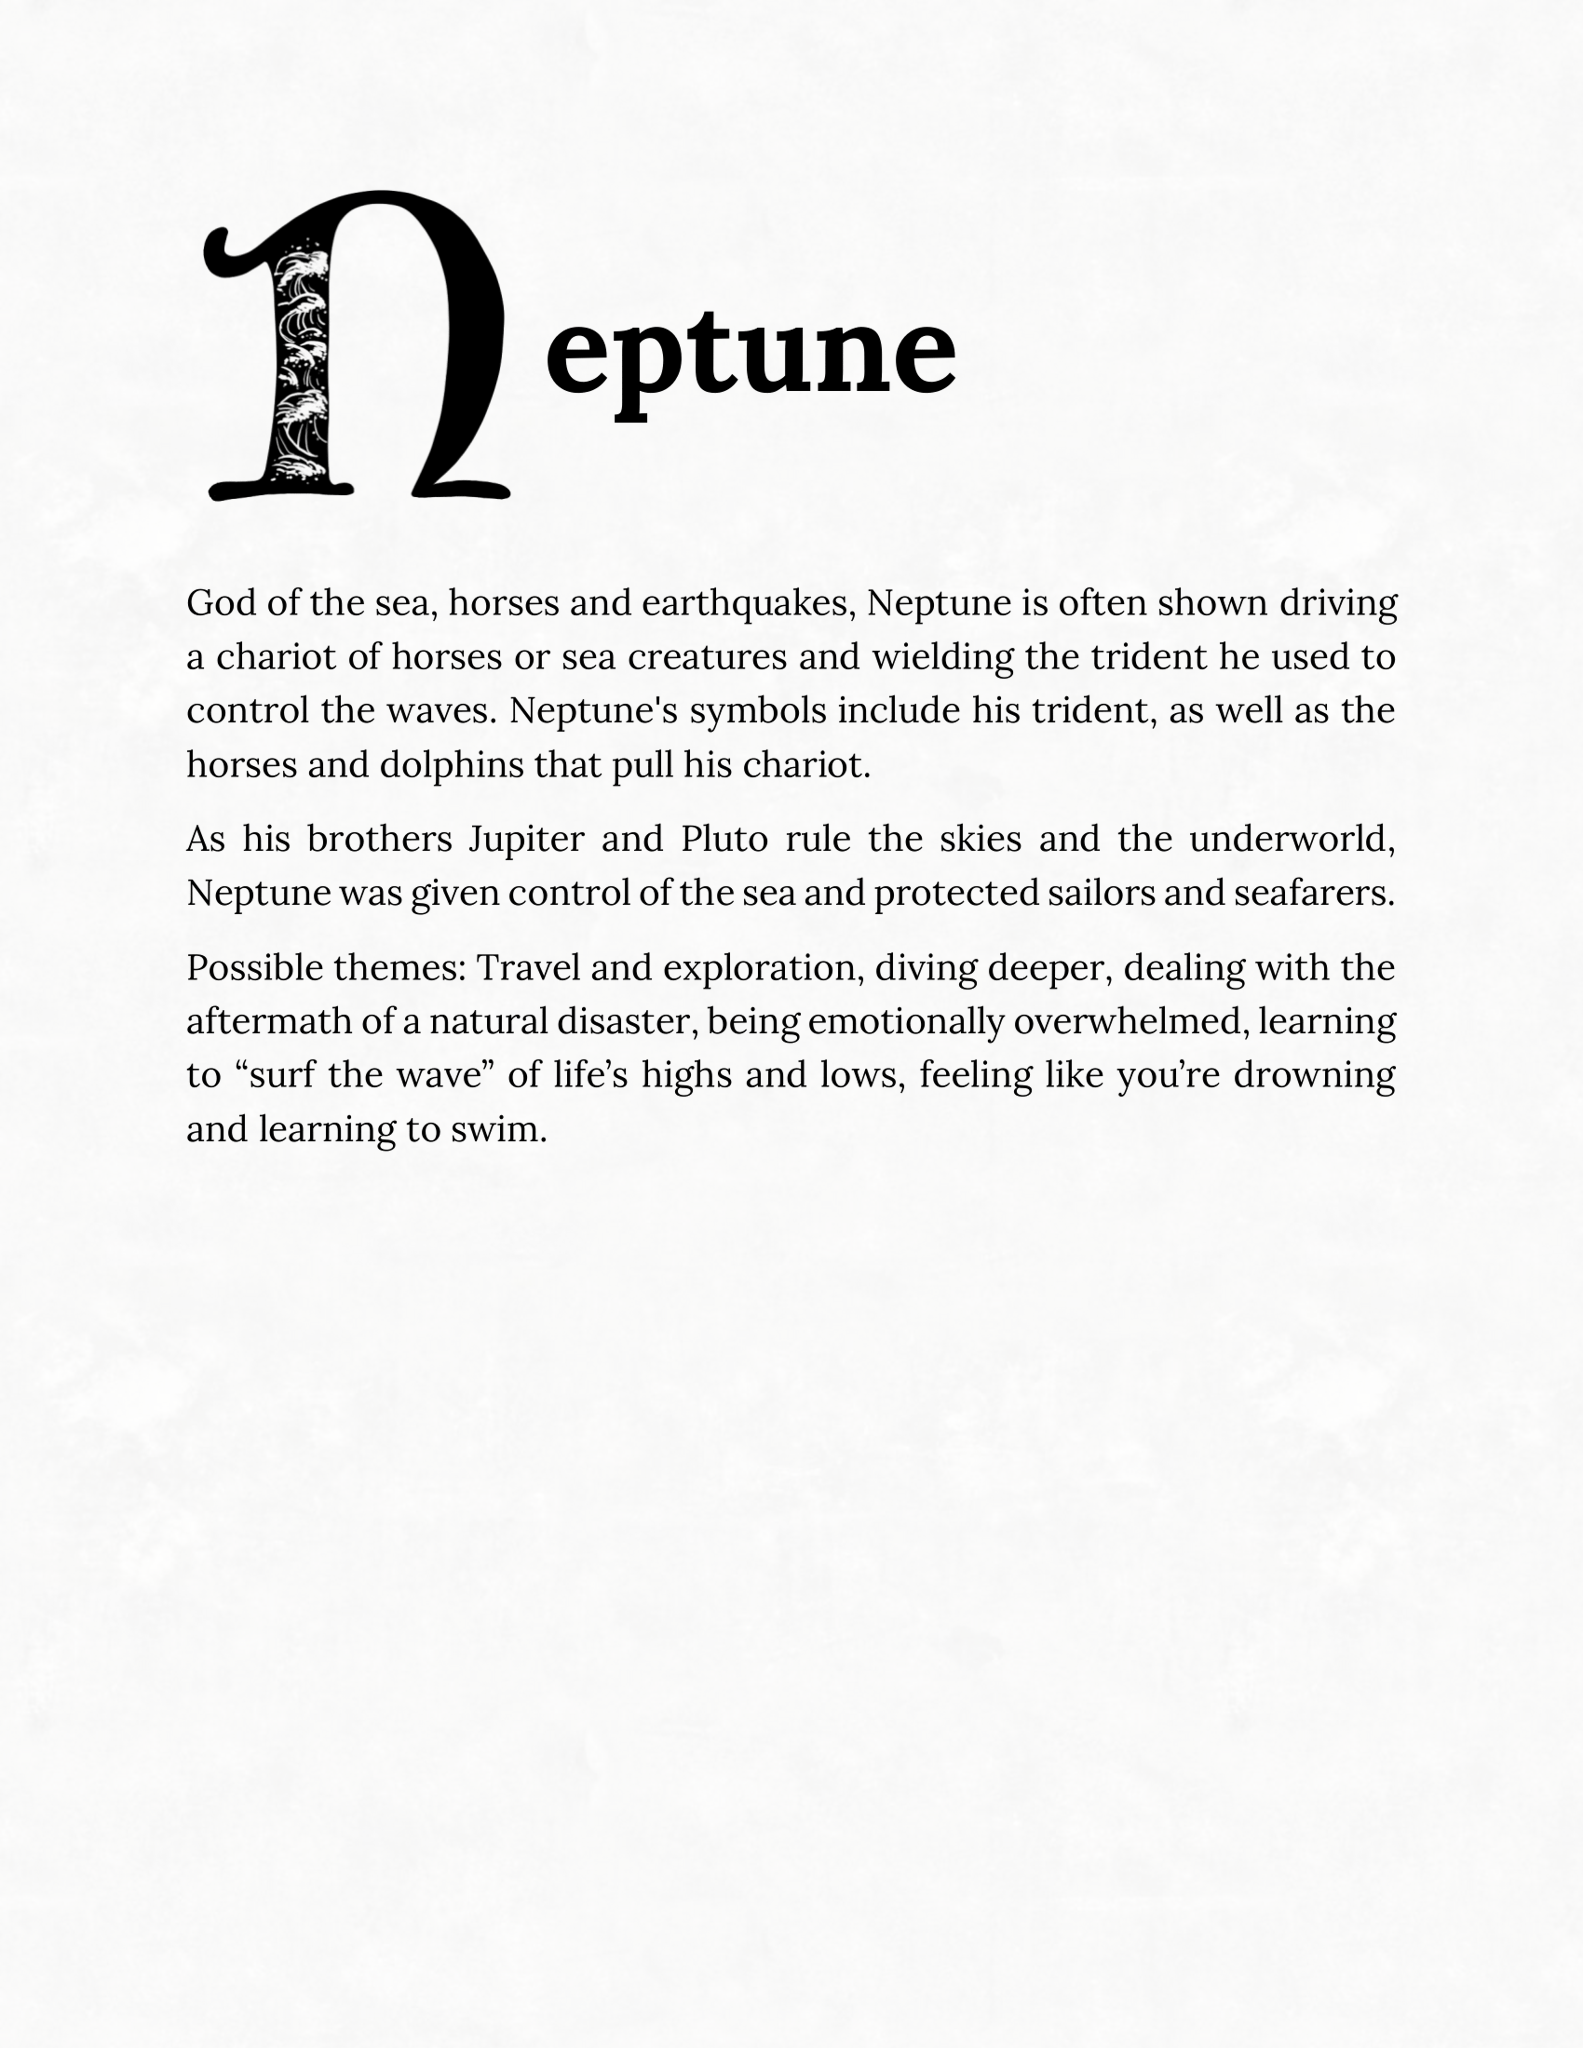 Neptune
God of the sea, horses and earthquakes, Neptune is often shown driving
a chariot of horses or sea creatures and wielding the trident he used to
control the waves. Neptune's symbols include his trident, as well as the
horses and dolphins that pull his chariot.
As his brothers Jupiter and Pluto rule the skies and the underworld,
Neptune was given control of the sea and protected sailors and seafarers.
Possible themes: Travel and exploration, diving deeper, dealing with the
aftermath of a natural disaster, being emotionally overwhelmed, learning
to “surf the wave” of life’s highs and lows, feeling like you’re drowning
and learning to swim.